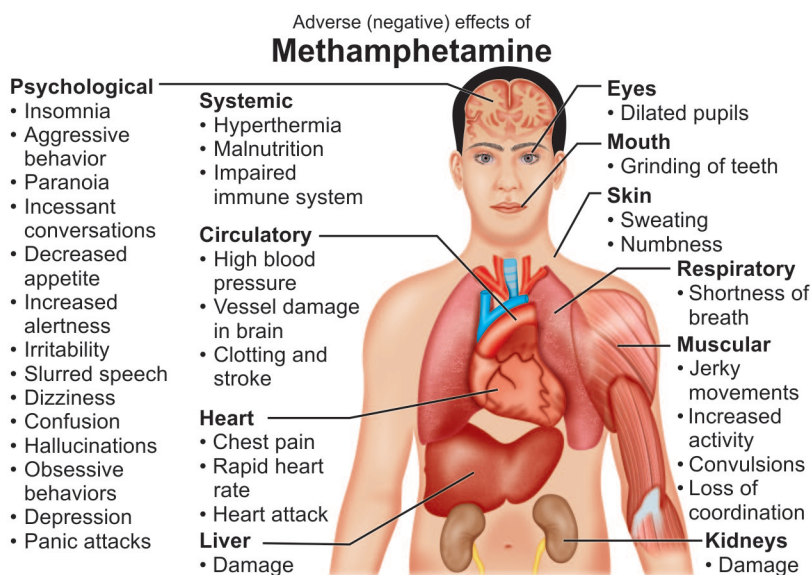 Adverse (negative) effects of
Methamphetamine
Psychological
• Insomnia
• Aggressive
behavior
• Paranoia
• Incessant
conversations
• Decreased
appetite
• Increased
alertness
• Irritability
• Slurred speech
• Dizziness
• Confusion
• Hallucinations
• Obsessive
behaviors
• Depression
• Panic attacks
Systemic
• Hyperthermia
• Malnutrition
• Impaired
immune system
Circulatory
• High blood
pressure
• Vessel damage
in brain
• Clotting and
stroke
Heart
• Chest pain
• Rapid heart
rate
• Heart attack
Liver
• Damage
Eyes
• Dilated pupils
Mouth
• Grinding of teeth
Skin
• Sweating
• Numbness
Respiratory
• Shortness of
breath
Muscular
• Jerky
movements
• Increased
activity
• Convulsions
• Loss of
coordination
Kidneys
• Damage